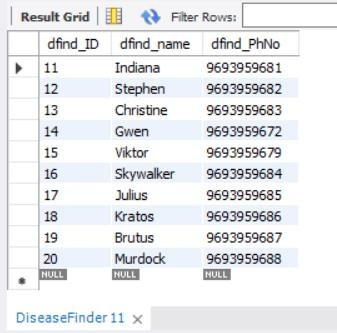 Result Grid Filter Rows:
dfind_ID dfind_name dfind_PhNo
11 Indiana 9693959681
12 Stephen 9693959682
13 Christine 9693959683
14 Gwen 9693959672
15 Viktor 9693959679
16 Skywalker 9693959684
17 Julius 9693959685
18 Kratos 9693959686
19 Brutus 9693959687
20 Murdock 9693959688
NULL NULL NULL
DiseaseFinder 11 ×